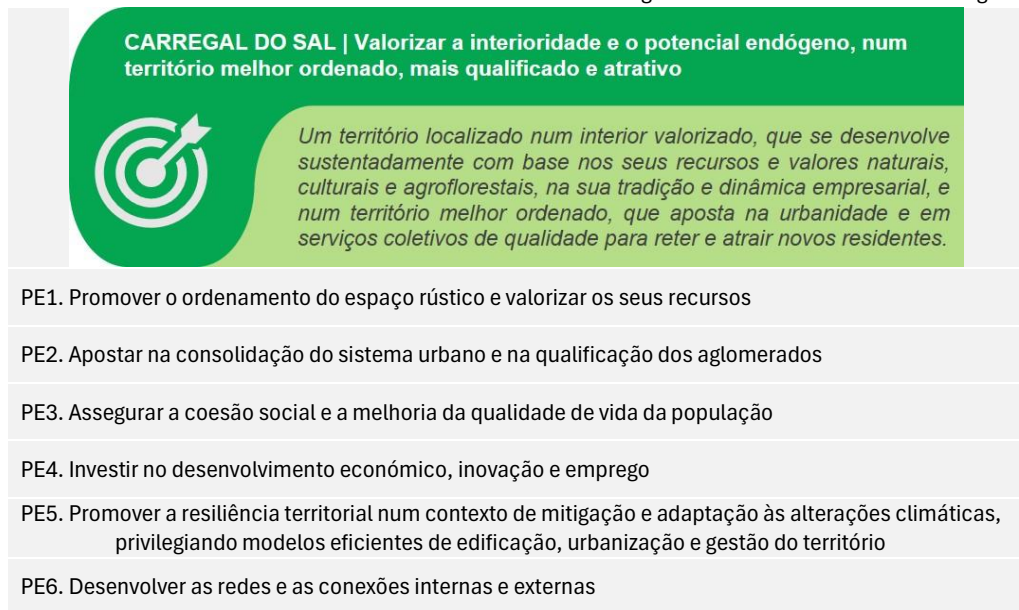 CARREGAL DO SAL | Valorizar a interioridade e o potencial endógeno, num
território melhor ordenado, mais qualificado e atrativo
Um território localizado num interior valorizado, que se desenvolve
sustentadamente com base nos seus recursos e valores naturais,
culturais e agroflorestais, na sua tradição e dinâmica empresarial, e
num território melhor ordenado, que aposta na urbanidade e em
serviços coletivos de qualidade para reter e atrair novos residentes.
PE1. Promover o ordenamento do espaço rústico e valorizar os seus recursos
PE2. Apostar na consolidação do sistema urbano e na qualificação dos aglomerados
PE3. Assegurar a coesão social e a melhoria da qualidade de vida da população
PE4. Investir no desenvolvimento económico, inovação e emprego
PE5. Promover a resiliência territorial num contexto de mitigação e adaptação às alterações climáticas,
privilegiando modelos eficientes de edificação, urbanização e gestão do território
PE6. Desenvolver as redes e as conexões internas e externas